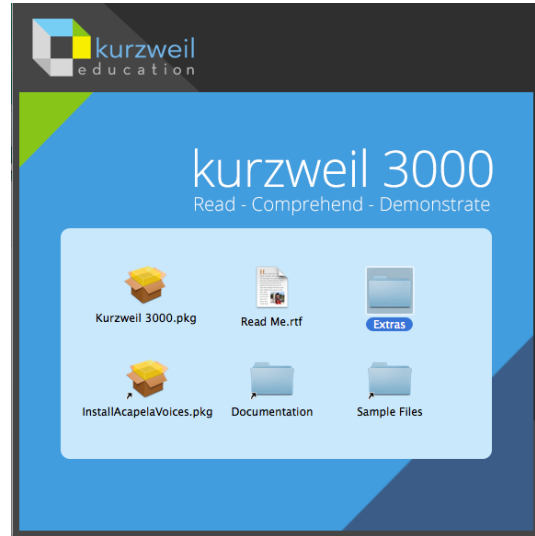 kurzweil
education
kurzweil 3000
Read - Comprehend - Demonstrate
Kurzweil 3000.pkg
Read Me.rtf
Extras
InstallAcapelaVoices.pkg
Documentation
Sample Files